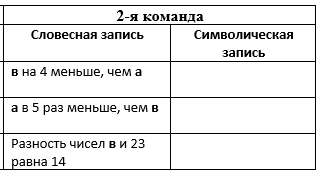 2-я команда
Словесная запись
Символическая
запись
в на 4 меньше, чем а
а в 5 раз меньше, чем в
Разность чисел в и 23
равна 14